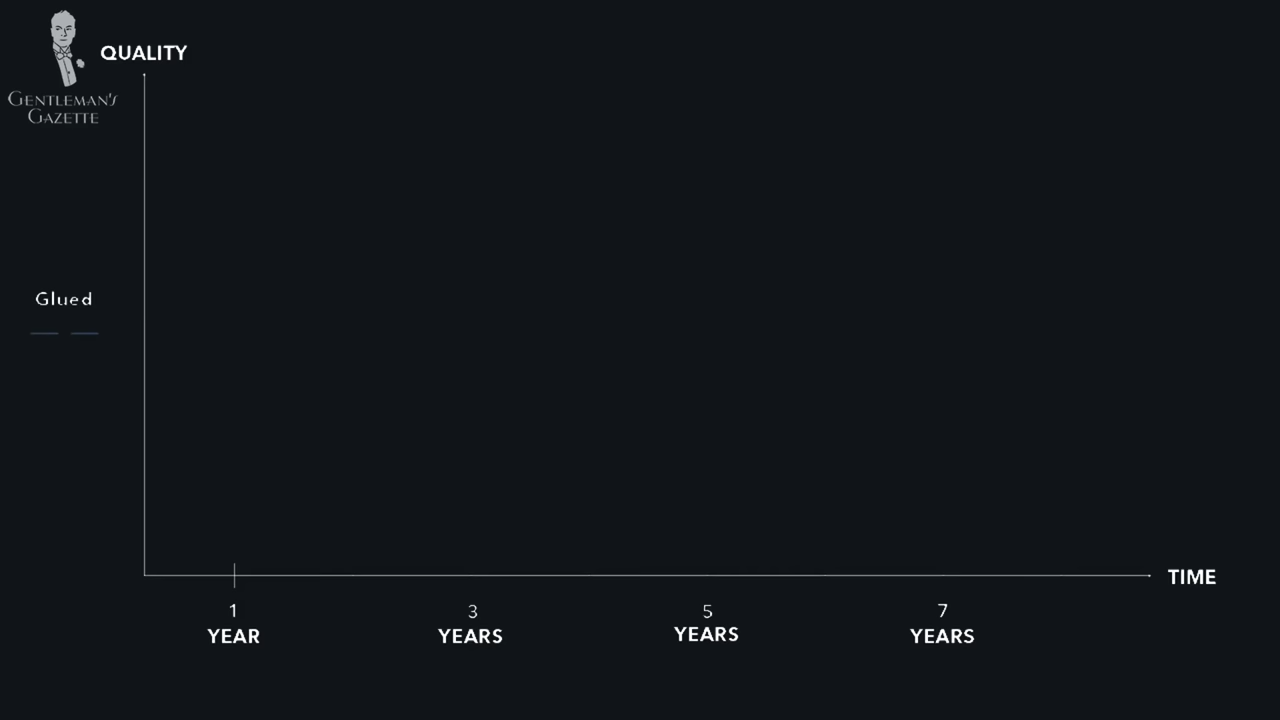 QUALITY
GENTLEMAN'S
GAZETTE
Glued
TIME
1
YEAR
3
YEARS
5
YEARS
7
YEARS